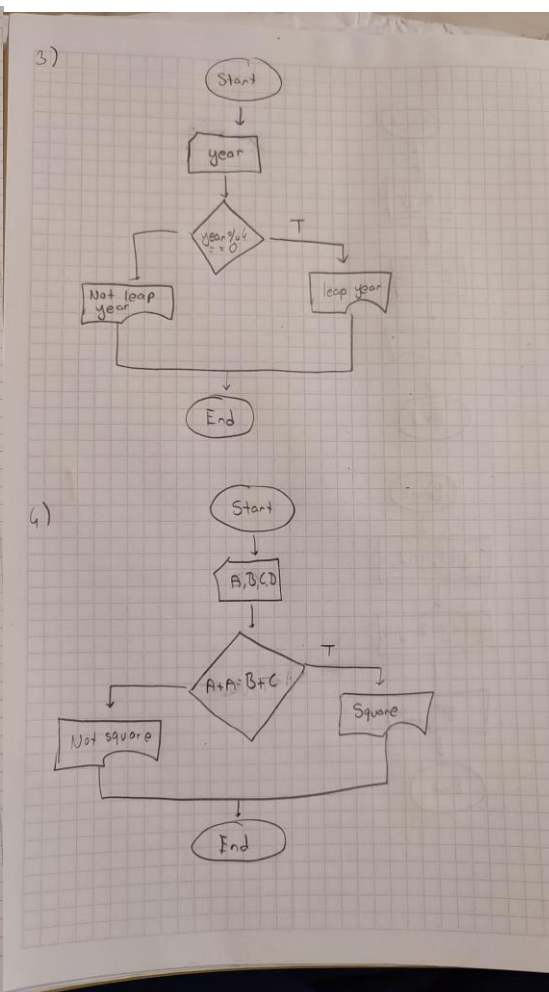 3)
Start
year
year%4
== 0
T
Not leap
year
leap year
End
4)
Start
A,B,C,D
A+A=B+C
T
Not square
Square
End